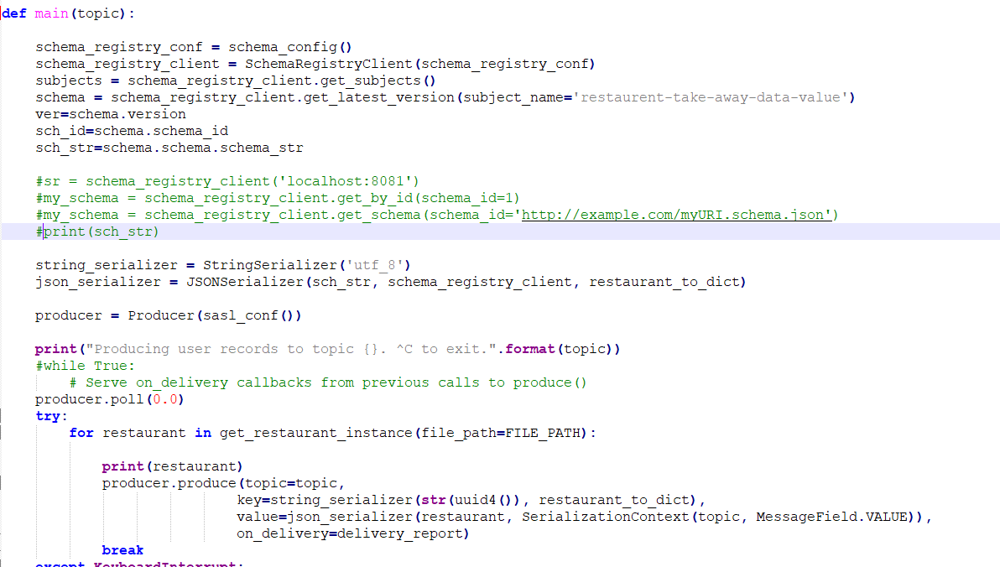 def main(topic):
schema_registry_conf = schema_config()
schema_registry_client = SchemaRegistryClient(schema_registry_conf)
subjects = schema_registry_client.get_subjects()
schema = schema_registry_client.get_latest_version(subject_name='restaurent-take-away-data-value')
ver=schema.version
sch_id=schema.schema_id
sch_str=schema.schema.schema_str
#sr = schema_registry_client('localhost:8081')
#my_schema = schema_registry_client.get_by_id(schema_id=1)
#my_schema = schema_registry_client.get_schema(schema_id='http://example.com/myURI.schema.json')
#print(sch_str)
string_serializer = StringSerializer('utf_8')
json_serializer = JSONSerializer(sch_str, schema_registry_client, restaurant_to_dict)
producer = Producer(sasl_conf())
print("Producing user records to topic {}. ^C to exit.".format(topic))
#while True:
# Serve on_delivery callbacks from previous calls to produce()
producer.poll(0.0)
try:
for restaurant in get_restaurant_instance(file_path=FILE_PATH):
print(restaurant)
producer.produce(topic=topic,
key=string_serializer(str(uuid4()), restaurant_to_dict),
value=json_serializer(restaurant, SerializationContext(topic, MessageField.VALUE)),
on_delivery=delivery_report)
break
except KeyboardInterrupt: